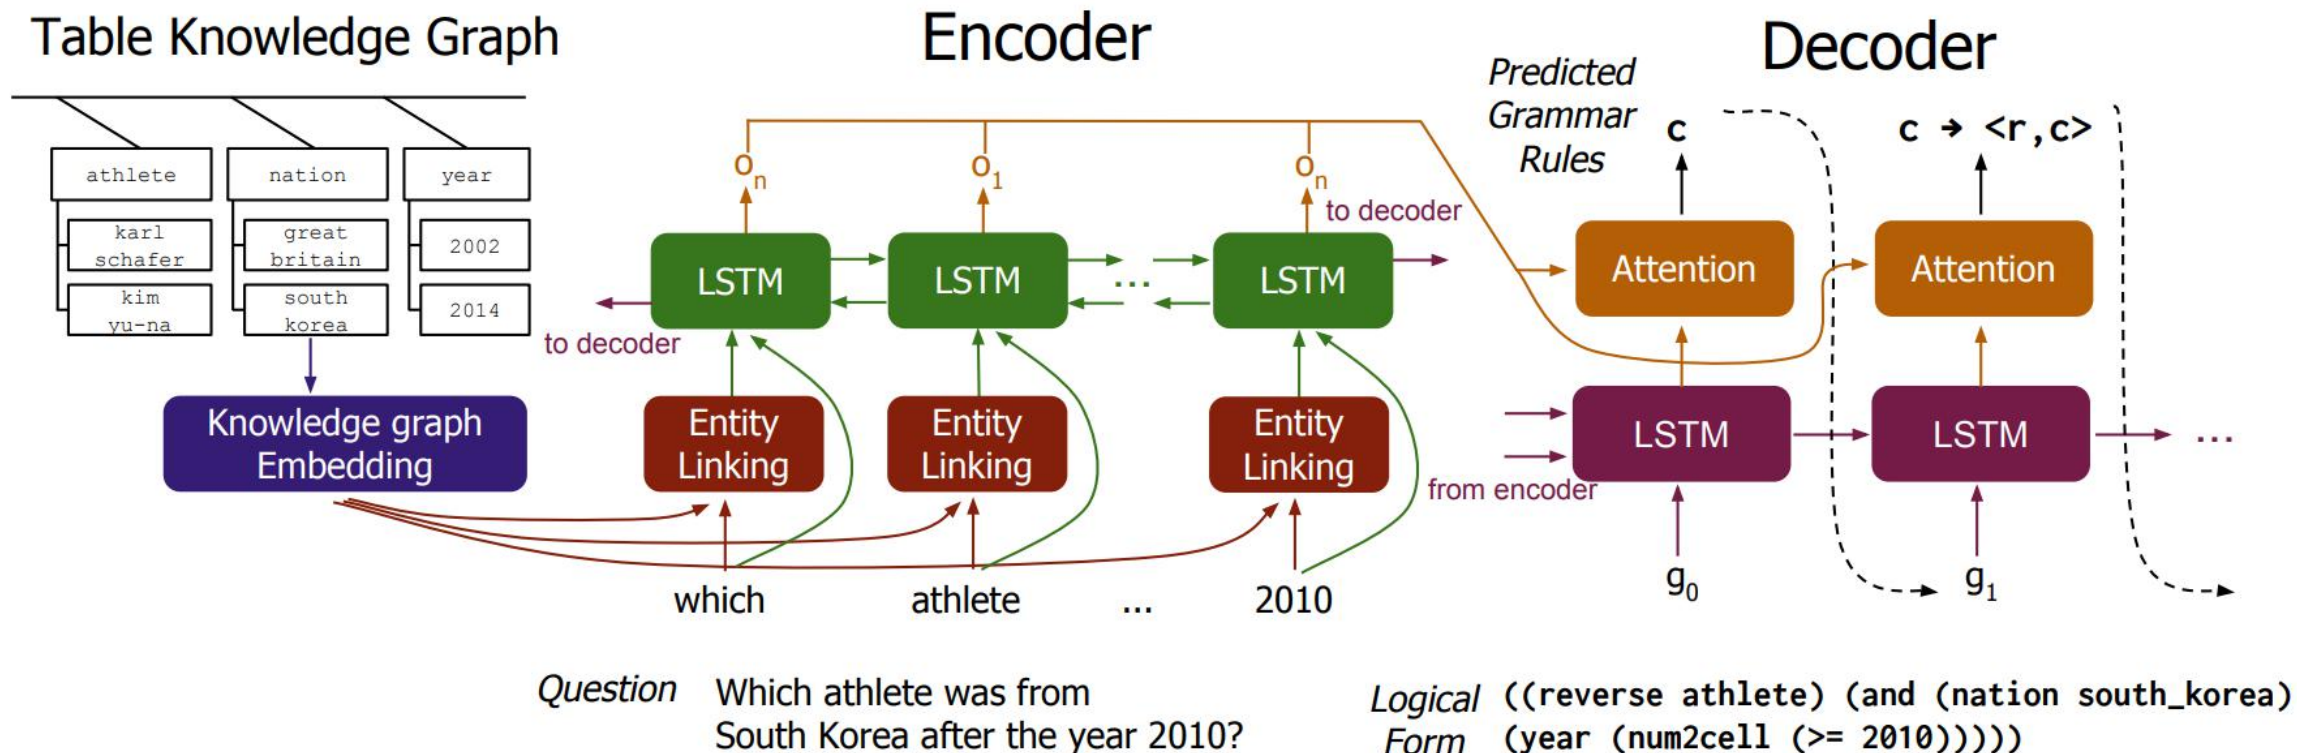 Table Knowledge Graph
athlete
nation
year
karl
schafer
great
britain
2002
kim
yu-na
south
korea
2014
Knowledge graph
Embedding
Encoder
o_n
o_1
o_n
to decoder
LSTM
LSTM
...
LSTM
to decoder
Entity
Linking
Entity
Linking
Entity
Linking
which
athlete
...
2010
Decoder
Predicted
Grammar
Rules
c
c → <r,c>
Attention
Attention
LSTM
LSTM
...
from encoder
g_0
g_1
Question
Which athlete was from
South Korea after the year 2010?
Logical
Form
((reverse athlete) (and (nation south_korea)
(year (num2cell (>= 2010)))))